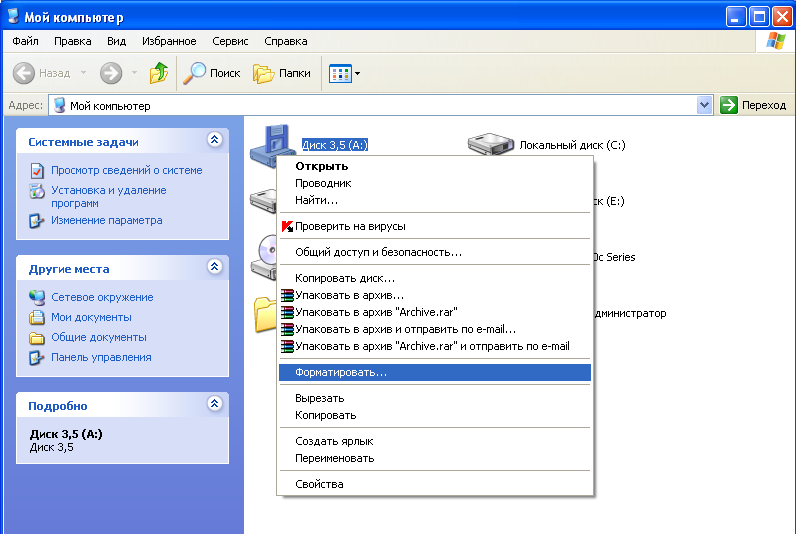 Мой компьютер
Файл Правка Вид Избранное Сервис Справка
Назад Поиск Папки
Адрес: Мой компьютер Переход
Системные задачи
Просмотр сведений о системе
Установка и удаление
программ
Изменение параметра
Другие места
Сетевое окружение
Мои документы
Общие документы
Панель управления
Подробно
Диск 3,5 (A:)
Диск 3,5
Диск 3,5 (A:)
Локальный диск (C:)
ск (E:)
0c Series
дминистратор
Открыть
Проводник
Найти...
Проверить на вирусы
Общий доступ и безопасность...
Копировать диск...
Упаковать в архив...
Упаковать в архив "Archive.rar"
Упаковать в архив и отправить по e-mail...
Упаковать в архив "Archive.rar" и отправить по e-mail
Форматировать...
Вырезать
Копировать
Создать ярлык
Переименовать
Свойства